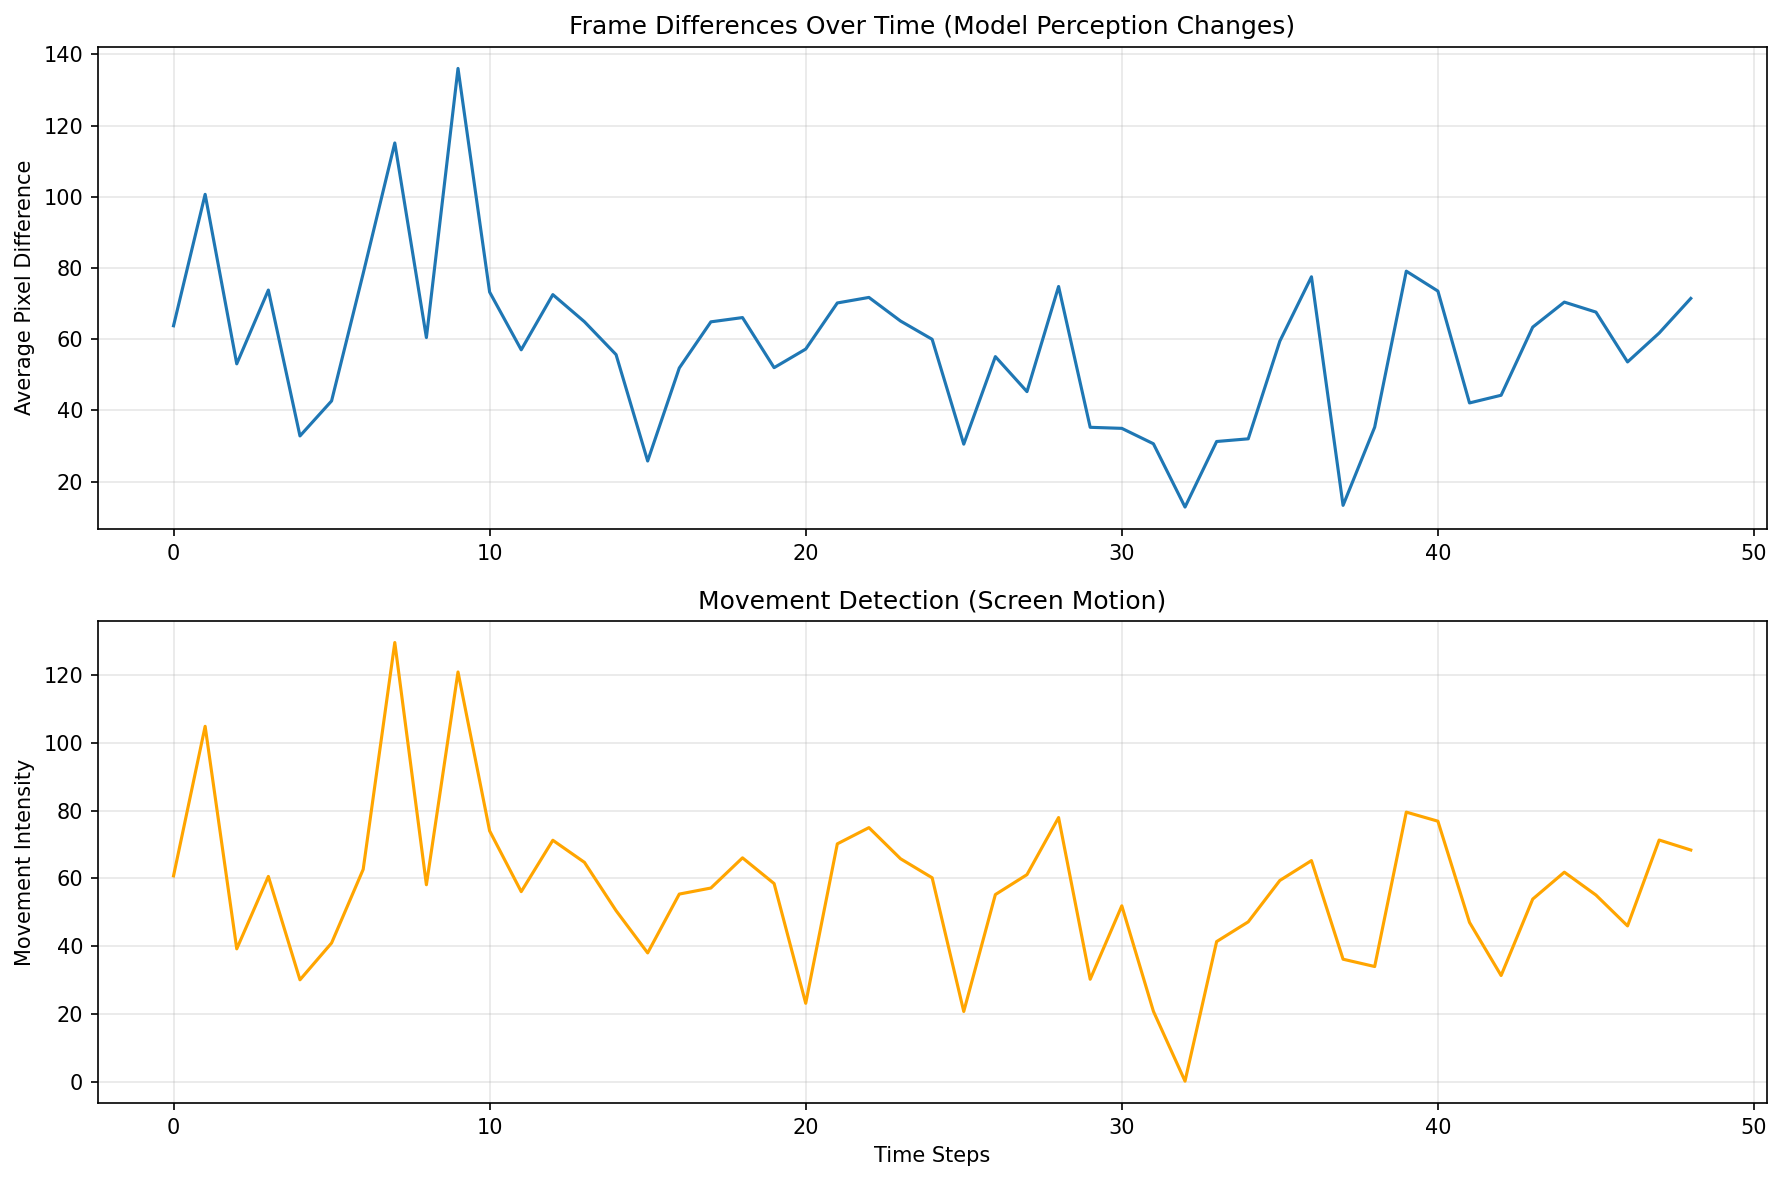 Frame Differences Over Time (Model Perception Changes)
Average Pixel Difference
140
120
100
80
60
40
20
0 10 20 30 40 50
Movement Detection (Screen Motion)
Movement Intensity
120
100
80
60
40
20
0
0 10 20 30 40 50
Time Steps